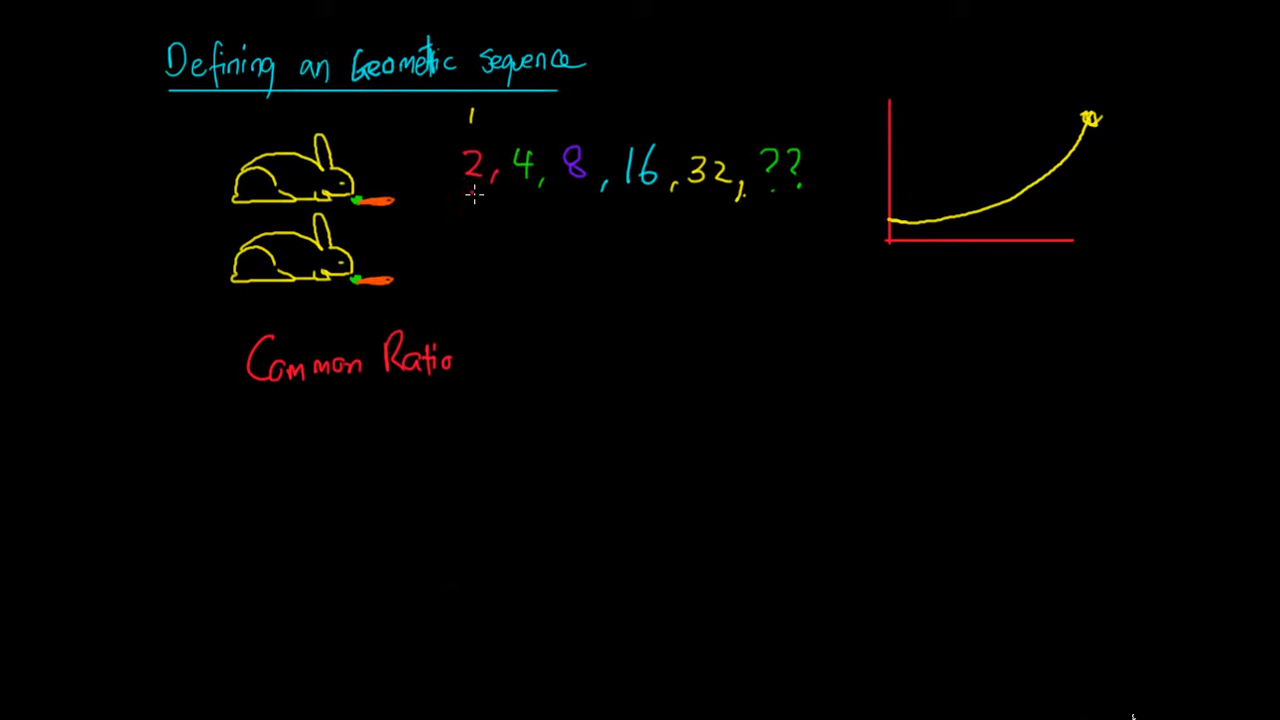 Defining an Geometric sequence
1
2, 4, 8, 16, 32, ??
Common Ratio